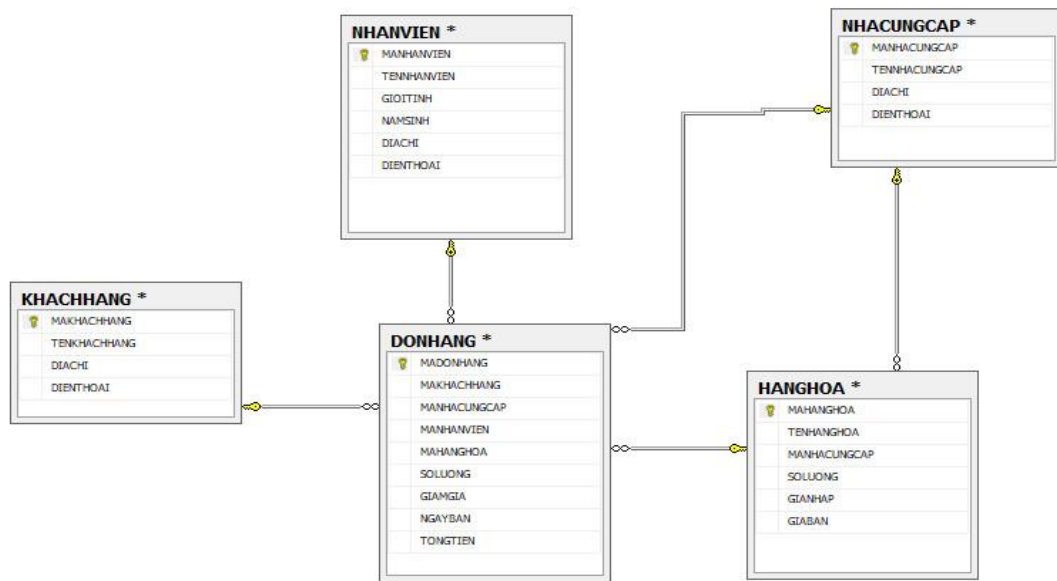 NHANVIEN *
MANHANVIEN
TENNHANVIEN
GIOITINH
NAMSINH
DIACHI
DIENTHOAI
NHACUNGCAP *
MANHACUNGCAP
TENNHACUNGCAP
DIACHI
DIENTHOAI
KHACHHANG *
MAKHACHHANG
TENKHACHHANG
DIACHI
DIENTHOAI
DONHANG *
MADONHANG
MAKHACHHANG
MANHACUNGCAP
MANHANVIEN
MAHANGHOA
SOLUONG
GIAMGIA
NGAYBAN
TONGTIEN
HANGHOA *
MAHANGHOA
TENHANGHOA
MANHACUNGCAP
SOLUONG
GIANHAP
GIABAN